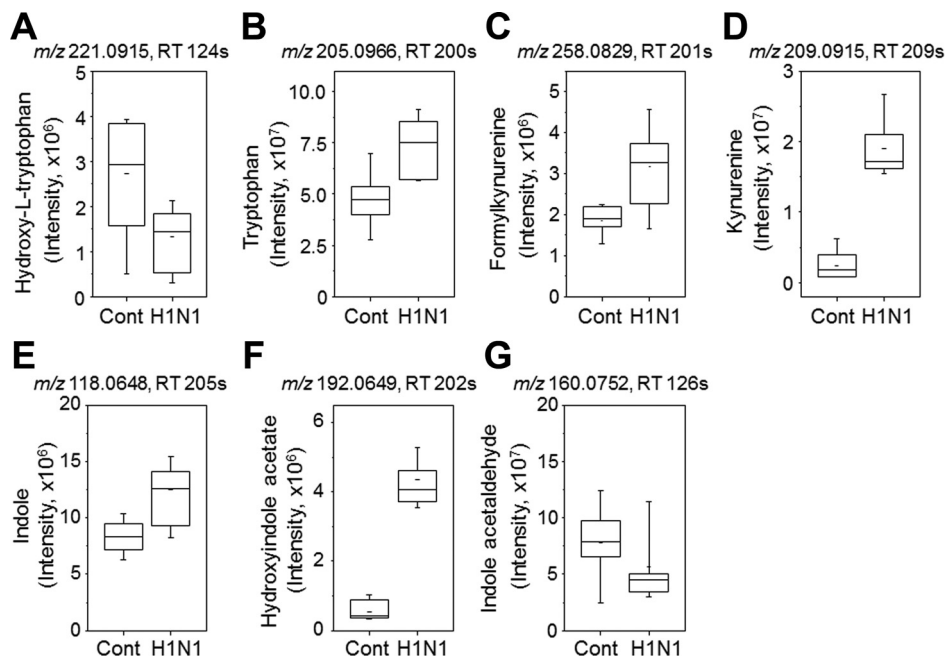 A
m/z 221.0915, RT 124s
Hydroxy-L-tryptophan
(Intensity, x10⁶)
5
4
3
2
1
0
Cont H1N1
B
m/z 205.0966, RT 200s
Tryptophan
(Intensity, x10⁷)
10.0
7.5
5.0
2.5
0.0
Cont H1N1
C
m/z 258.0829, RT 201s
Formylkynurenine
(Intensity, x10⁶)
5
4
3
2
1
0
Cont H1N1
D
m/z 209.0915, RT 209s
Kynurenine
(Intensity, x10⁷)
3
2
1
0
Cont H1N1
E
m/z 118.0648, RT 205s
Indole
(Intensity, x10⁶)
20
15
10
5
0
Cont H1N1
F
m/z 192.0649, RT 202s
Hydroxyindole acetate
(Intensity, x10⁶)
6
4
2
0
Cont H1N1
G
m/z 160.0752, RT 126s
Indole acetaldehyde
(Intensity, x10⁷)
20
15
10
5
0
Cont H1N1